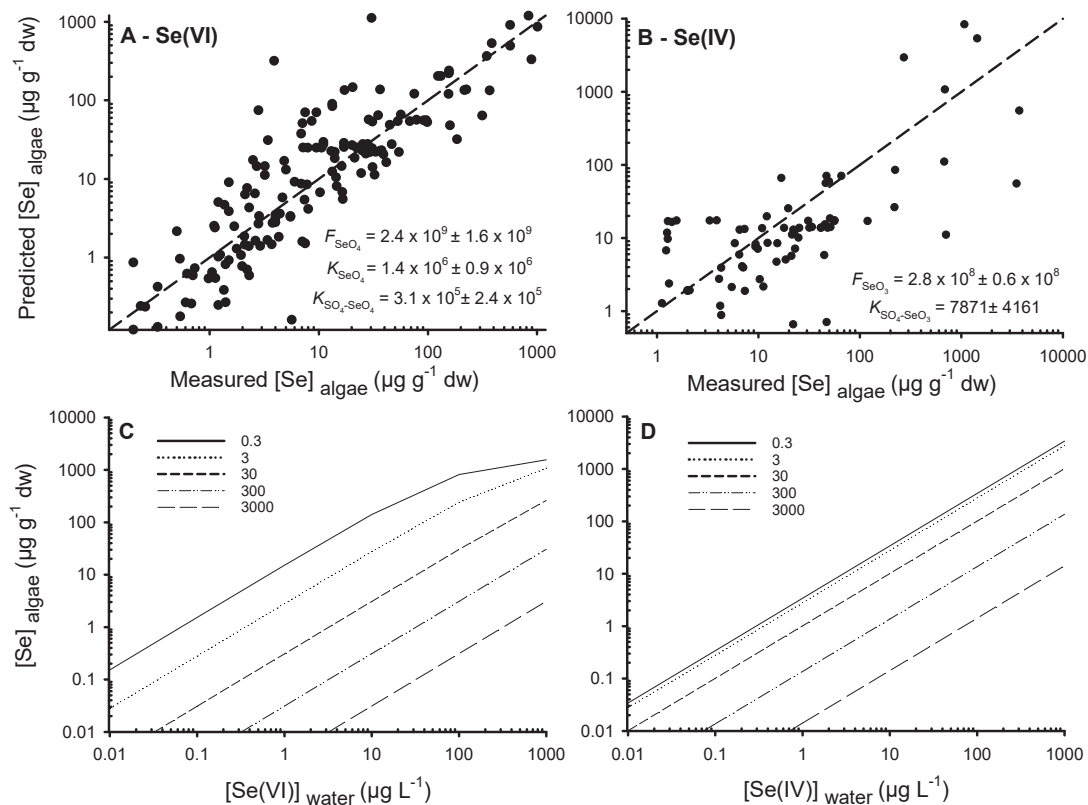 A - Se(VI)
1000
100
10
1
Predicted [Se] algae (µg g-1 dw)
F SeO4 = 2.4 x 10^9 ± 1.6 x 10^9
K SeO4 = 1.4 x 10^6 ± 0.9 x 10^6
K SO4-SeO4 = 3.1 x 10^5 ± 2.4 x 10^5
1 10 100 1000
Measured [Se] algae (µg g-1 dw)
B - Se(IV)
10000
1000
100
10
1
F SeO3 = 2.8 x 10^8 ± 0.6 x 10^8
K SO4-SeO3 = 7871± 4161
1 10 100 1000 10000
Measured [Se] algae (µg g-1 dw)
C
10000
1000
100
10
1
0.1
0.01
[Se] algae (µg g-1 dw)
0.3
3
30
300
3000
0.01 0.1 1 10 100 1000
[Se(VI)] water (µg L-1)
D
10000
1000
100
10
1
0.1
0.01
0.3
3
30
300
3000
0.01 0.1 1 10 100 1000
[Se(IV)] water (µg L-1)